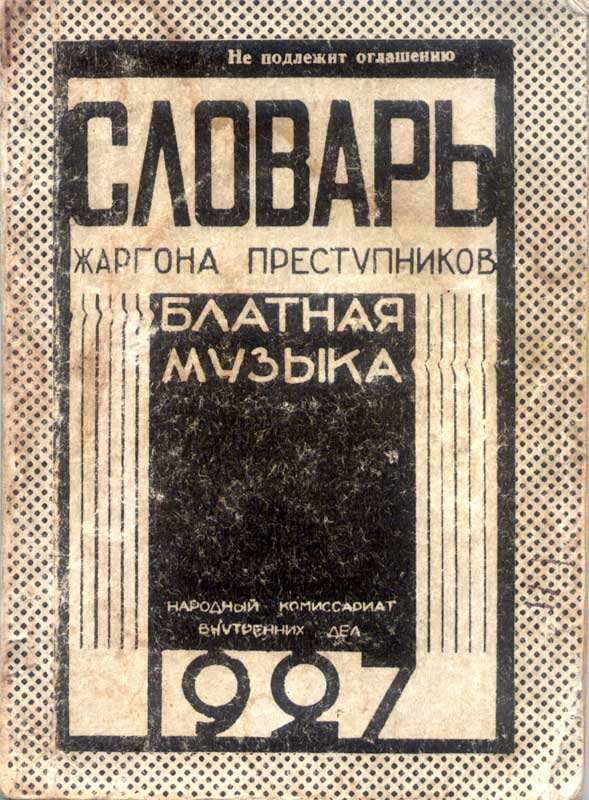 Не подлежит оглашению
СЛОВАРЬ
ЖАРГОНА ПРЕСТУПНИКОВ
БЛАТНАЯ
МУЗЫКА
НАРОДНЫЙ КОМИССАРИАТ
ВНУТРЕННИХ ДЕЛ
1927